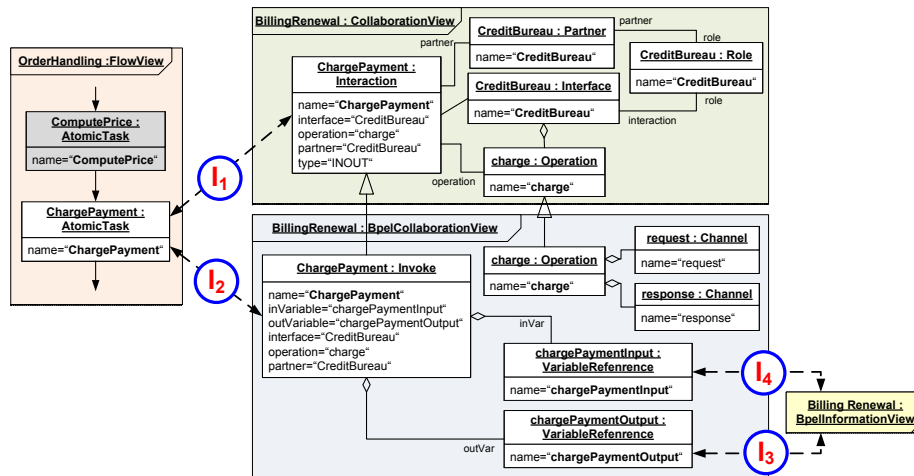 OrderHandling :FlowView
ComputePrice :
AtomicTask
name="ComputePrice"
ChargePayment :
AtomicTask
name="ChargePayment"
I1
I2
BillingRenewal : CollaborationView
ChargePayment :
Interaction
name="ChargePayment"
interface="CreditBureau"
operation="charge"
partner="CreditBureau"
type="INOUT"
partner
CreditBureau : Partner
name="CreditBureau"
partner
role
CreditBureau : Role
name="CreditBureau"
role
CreditBureau : Interface
name="CreditBureau"
interaction
operation
charge : Operation
name="charge"
BillingRenewal : BpelCollaborationView
ChargePayment : Invoke
name="ChargePayment"
inVariable="chargePaymentInput"
outVariable="chargePaymentOutput"
interface="CreditBureau"
operation="charge"
partner="CreditBureau"
charge : Operation
name="charge"
request : Channel
name="request"
response : Channel
name="response"
inVar
chargePaymentInput :
VariableRefenrence
name="chargePaymentInput"
outVar
chargePaymentOutput :
VariableRefenrence
name="chargePaymentOutput"
I4
I3
Billing Renewal :
BpelInformationView